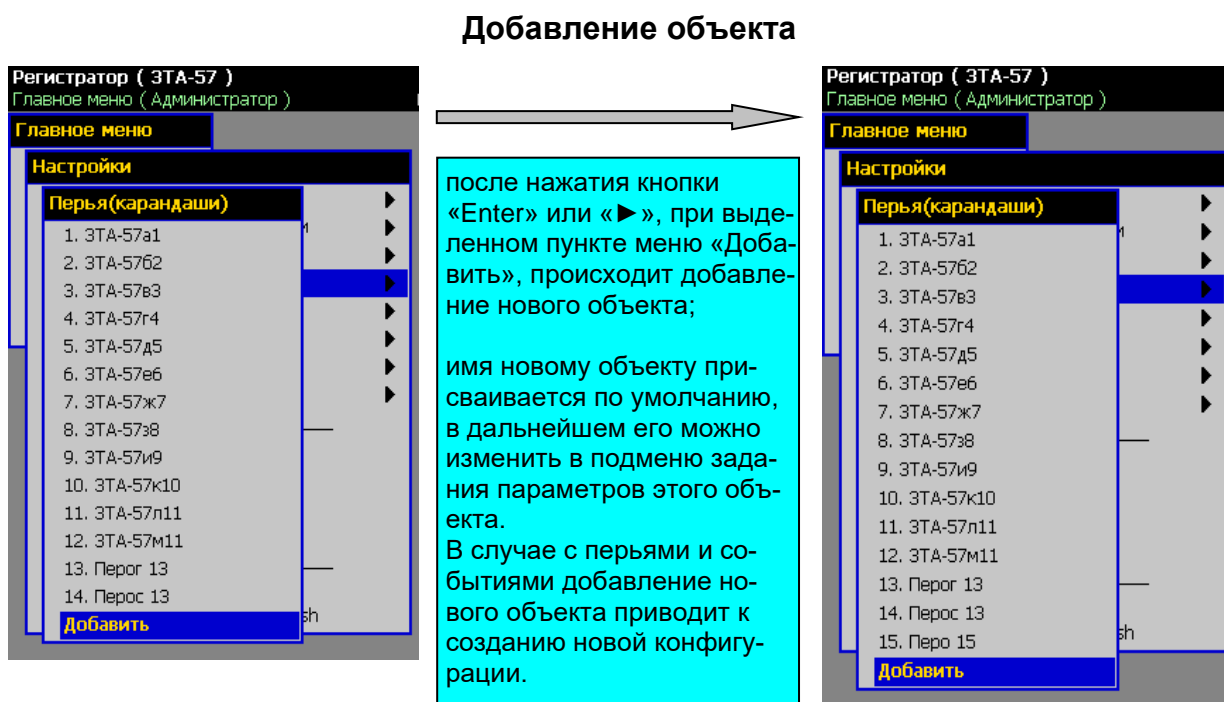 Добавление объекта
Регистратор ( ЗТА-57 )
Главное меню ( Администратор )
Главное меню
Настройки
Перья(карандаши)
1. ЗТА-57а1
2. ЗТА-57б2
3. ЗТА-57в3
4. ЗТА-57г4
5. ЗТА-57д5
6. ЗТА-57е6
7. ЗТА-57ж7
8. ЗТА-57з8
9. ЗТА-57и9
10. ЗТА-57к10
11. ЗТА-57л11
12. ЗТА-57м11
13. Перог 13
14. Перос 13
sh
Добавить
после нажатия кнопки
«Enter» или «►», при выде-
ленном пункте меню «Доба-
вить», происходит добавле-
ние нового объекта;
имя новому объекту при-
сваивается по умолчанию,
в дальнейшем его можно
изменить в подменю зада-
ния параметров этого объ-
екта.
В случае с перьями и со-
бытиями добавление но-
вого объекта приводит к
созданию новой конфигу-
рации.
Регистратор ( ЗТА-57 )
Главное меню ( Администратор )
Главное меню
Настройки
Перья(карандаши)
1. ЗТА-57а1
2. ЗТА-57б2
3. ЗТА-57в3
4. ЗТА-57г4
5. ЗТА-57д5
6. ЗТА-57е6
7. ЗТА-57ж7
8. ЗТА-57з8
9. ЗТА-57и9
10. ЗТА-57к10
11. ЗТА-57л11
12. ЗТА-57м11
13. Перог 13
14. Перос 13
15. Перо 15
sh
Добавить